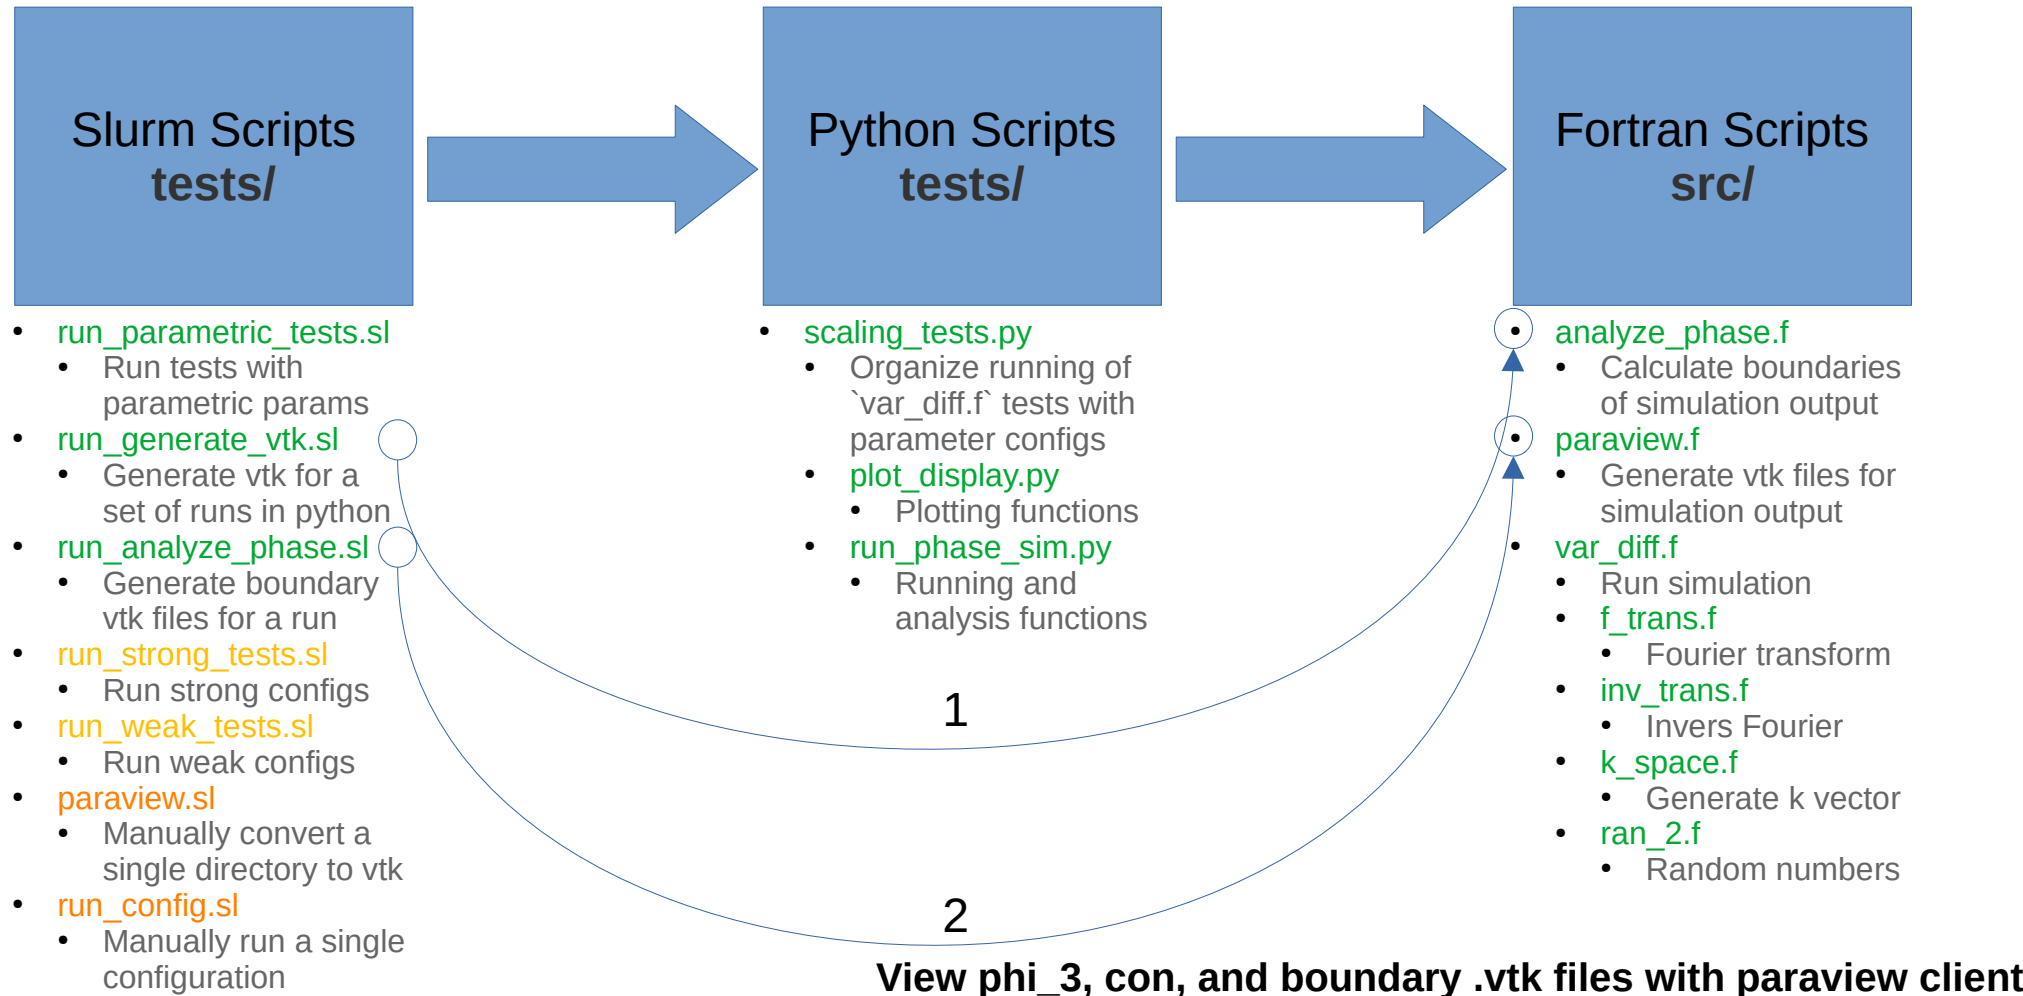 Slurm Scripts
tests/
Python Scripts
tests/
Fortran Scripts
src/
• run_parametric_tests.sl
• Run tests with
parametric params
• run_generate_vtk.sl
• Generate vtk for a
set of runs in python
• run_analyze_phase.sl
• Generate boundary
vtk files for a run
• run_strong_tests.sl
• Run strong configs
• run_weak_tests.sl
• Run weak configs
• paraview.sl
• Manually convert a
single directory to vtk
• run_config.sl
• Manually run a single
configuration
• scaling_tests.py
• Organize running of
`var_diff.f` tests with
parameter configs
• plot_display.py
• Plotting functions
• run_phase_sim.py
• Running and
analysis functions
• analyze_phase.f
• Calculate boundaries
of simulation output
• paraview.f
• Generate vtk files for
simulation output
• var_diff.f
• Run simulation
• f_trans.f
• Fourier transform
• inv_trans.f
• Invers Fourier
• k_space.f
• Generate k vector
• ran_2.f
• Random numbers
1
2
View phi_3, con, and boundary .vtk files with paraview client